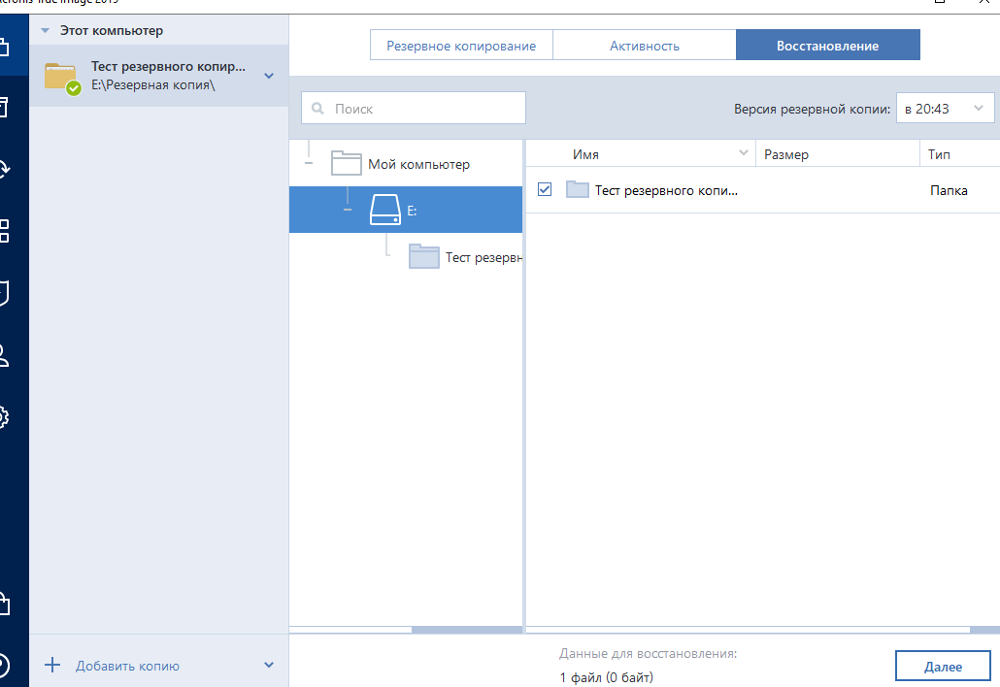 Acronis True Image 2019
Этот компьютер
Тест резервного копир...
E:\Резервная копия\
Резервное копирование
Активность
Восстановление
Поиск
Версия резервной копии:
в 20:43
Мой компьютер
E:
Тест резервн
Имя
Размер
Тип
Тест резервного копи...
Папка
Добавить копию
Данные для восстановления:
1 файл (0 байт)
Далее